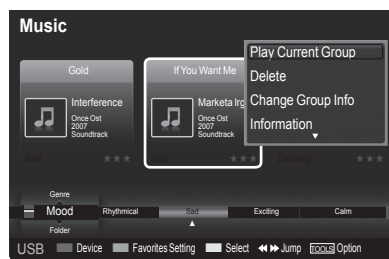 Music
Gold
If You Want Me
Interference
Once Ost
2007
Soundtrack
Marketa Irg
Once Ost
2007
Soundtrack
Play Current Group
Delete
Change Group Info
Information
Sad ★★★
Sad ★★★
Exciting ★★★
Genre
Mood
Rhythmical
Sad
Exciting
Calm
Folder
USB
Device
Favorites Setting
Select
Jump
TOOLS
Option